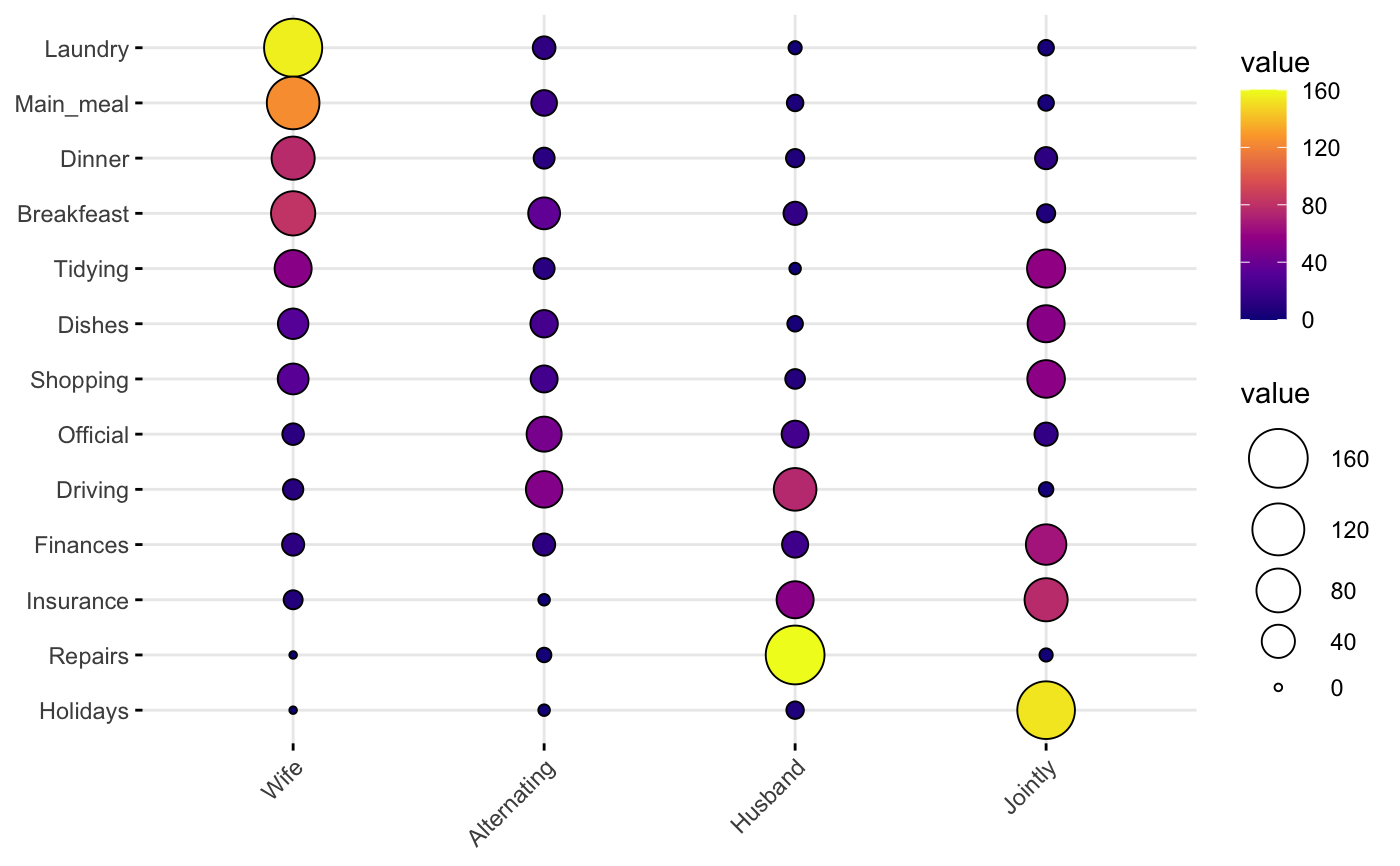 Laundry
Main_meal
Dinner
Breakfeast
Tidying
Dishes
Shopping
Official
Driving
Finances
Insurance
Repairs
Holidays
Wife
Alternating
Husband
Jointly
value
160
120
80
40
0
value
160
120
80
40
0